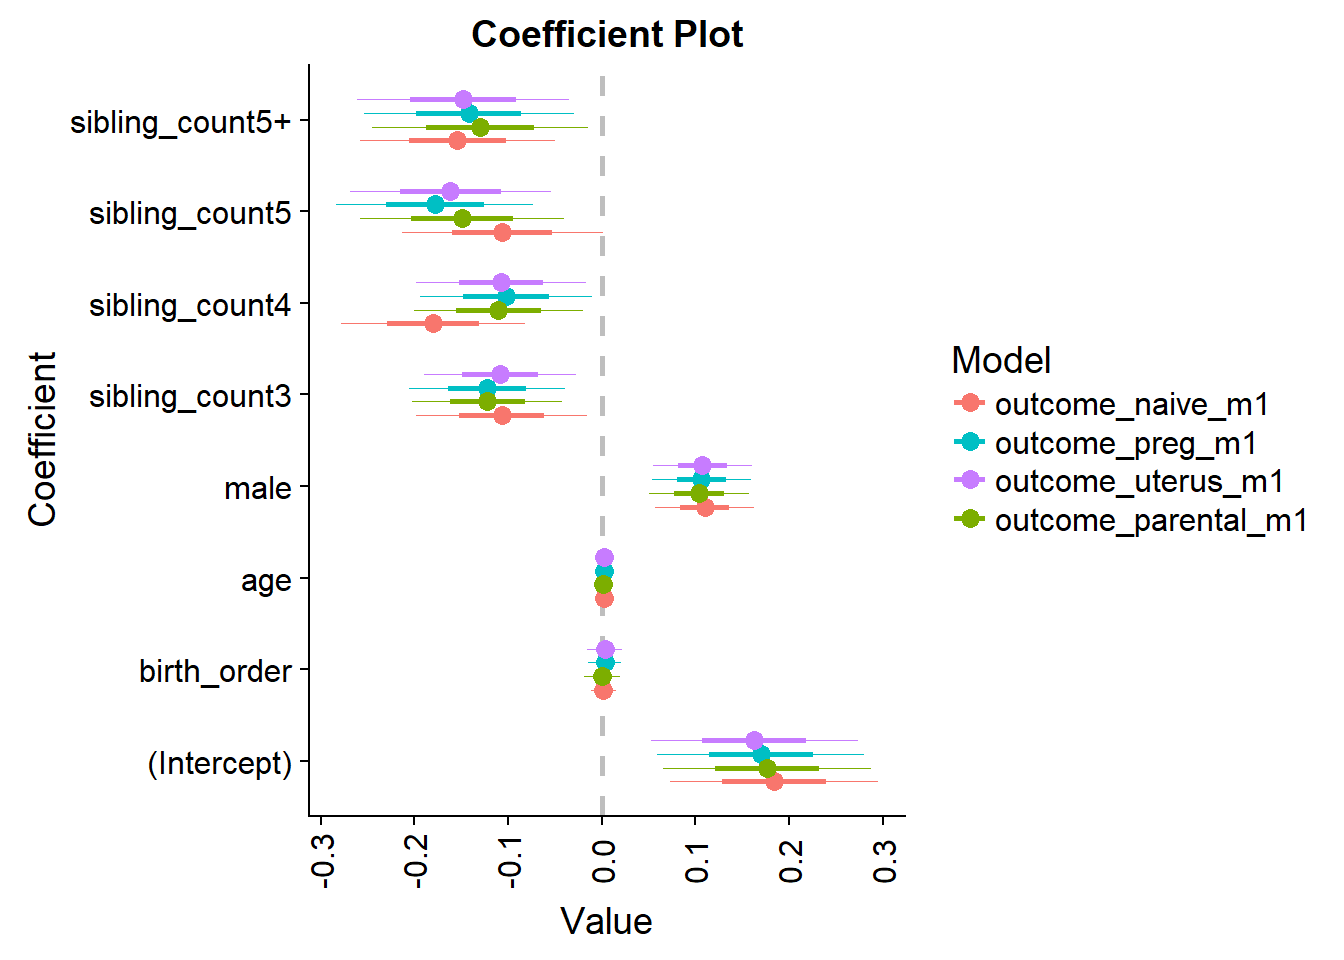 Coefficient Plot
sibling_count5+
sibling_count5
sibling_count4
sibling_count3
male
age
birth_order
(Intercept)
Coefficient
-0.3
-0.2
-0.1
0.0
0.1
0.2
0.3
Value
Model
outcome_naive_m1
outcome_preg_m1
outcome_uterus_m1
outcome_parental_m1